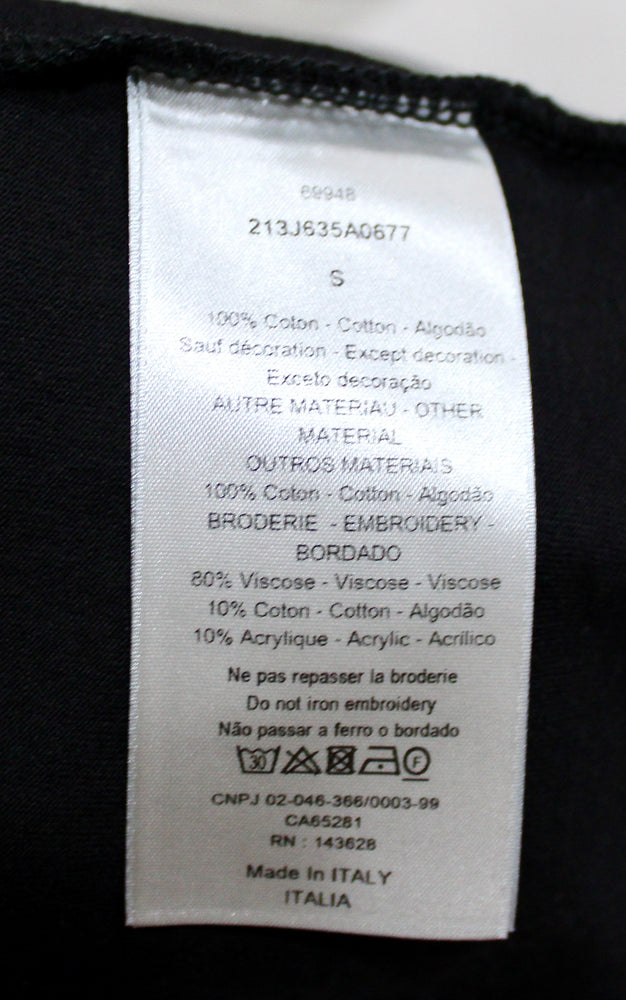 69948
213J635A0677
S
100% Coton - Cotton - Algodão
Sauf décoration - Except decoration -
Exceto decoração
AUTRE MATERIAU - OTHER
MATERIAL
OUTROS MATERIAIS
100% Coton - Cotton - Algodão
BRODERIE - EMBROIDERY -
BORDADO
80% Viscose - Viscose - Viscose
10% Coton - Cotton - Algodão
10% Acrylique - Acrylic - Acrílico
Ne pas repasser la broderie
Do not iron embroidery
Não passar a ferro o bordado
30 F
CNPJ 02-046-366/0003-99
CA65281
RN : 143628
Made In ITALY
ITALIA